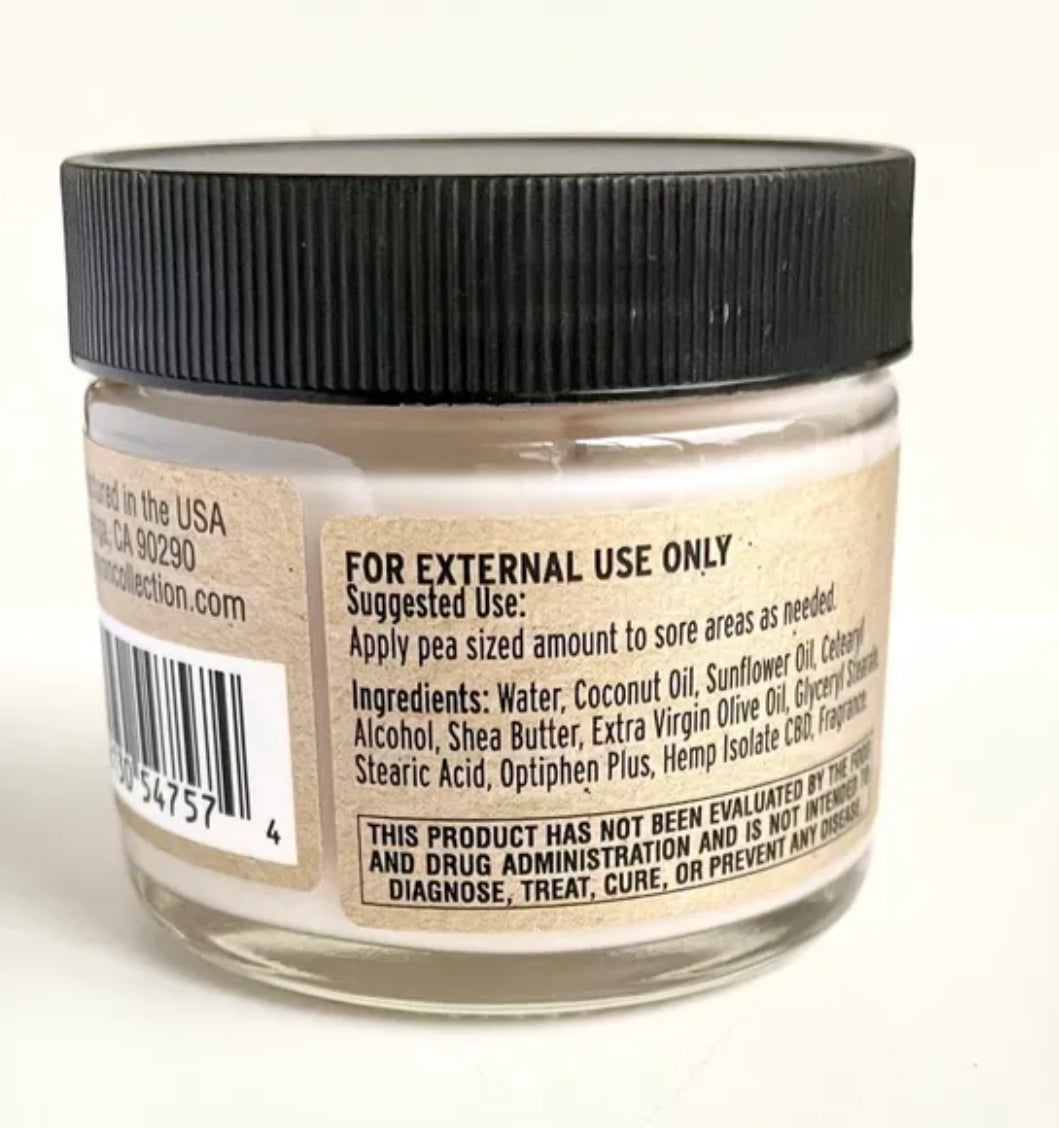 in the USA
CA 90290
collection.com
54757
4
FOR EXTERNAL USE ONLY
Suggested Use:
Apply pea sized amount to sore areas as needed.
Ingredients: Water, Coconut Oil, Sunflower Oil, Cetearyl
Alcohol, Shea Butter, Extra Virgin Olive Oil, Glyceryl Stearate
Stearic Acid, Optiphen Plus, Hemp Isolate CBD, Fragrance
THIS PRODUCT HAS NOT BEEN EVALUATED BY THE FOOD
AND DRUG ADMINISTRATION AND IS NOT INTENDED TO
DIAGNOSE, TREAT, CURE, OR PREVENT ANY DISEASE.